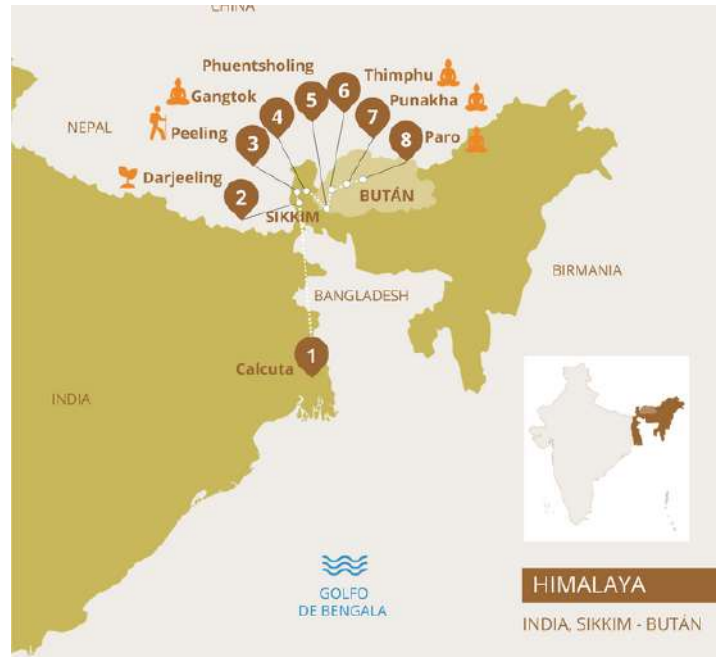 CHINA
Phuentsholing
Thimphu
Gangtok
Punakha
NEPAL
Peeling
Paro
Darjeeling
2
3
4
5
6
7
8
SIKKIM
BUTÁN
BIRMANIA
BANGLADESH
1
Calcuta
INDIA
GOLFO
DE BENGALA
HIMALAYA
INDIA, SIKKIM - BUTÁN